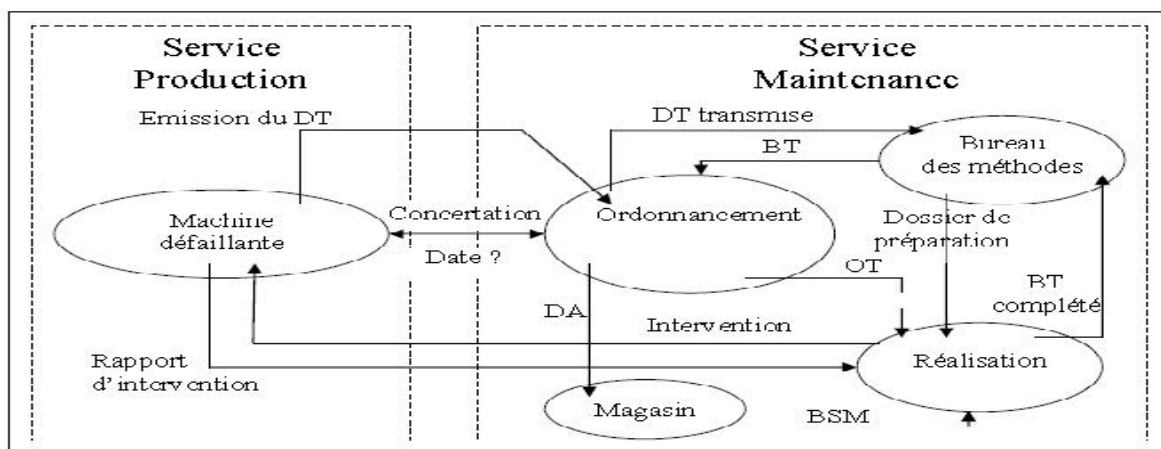 Service
Production
Service
Maintenance
Emission du DT
DT transmise
BT
Bureau
des méthodes
Machine
défaillante
Concertation
Date ?
Ordonnancement
Dossier de
préparation
OT
BT
complété
DA
Intervention
Rapport
d'intervention
Réalisation
Magasin
BSM